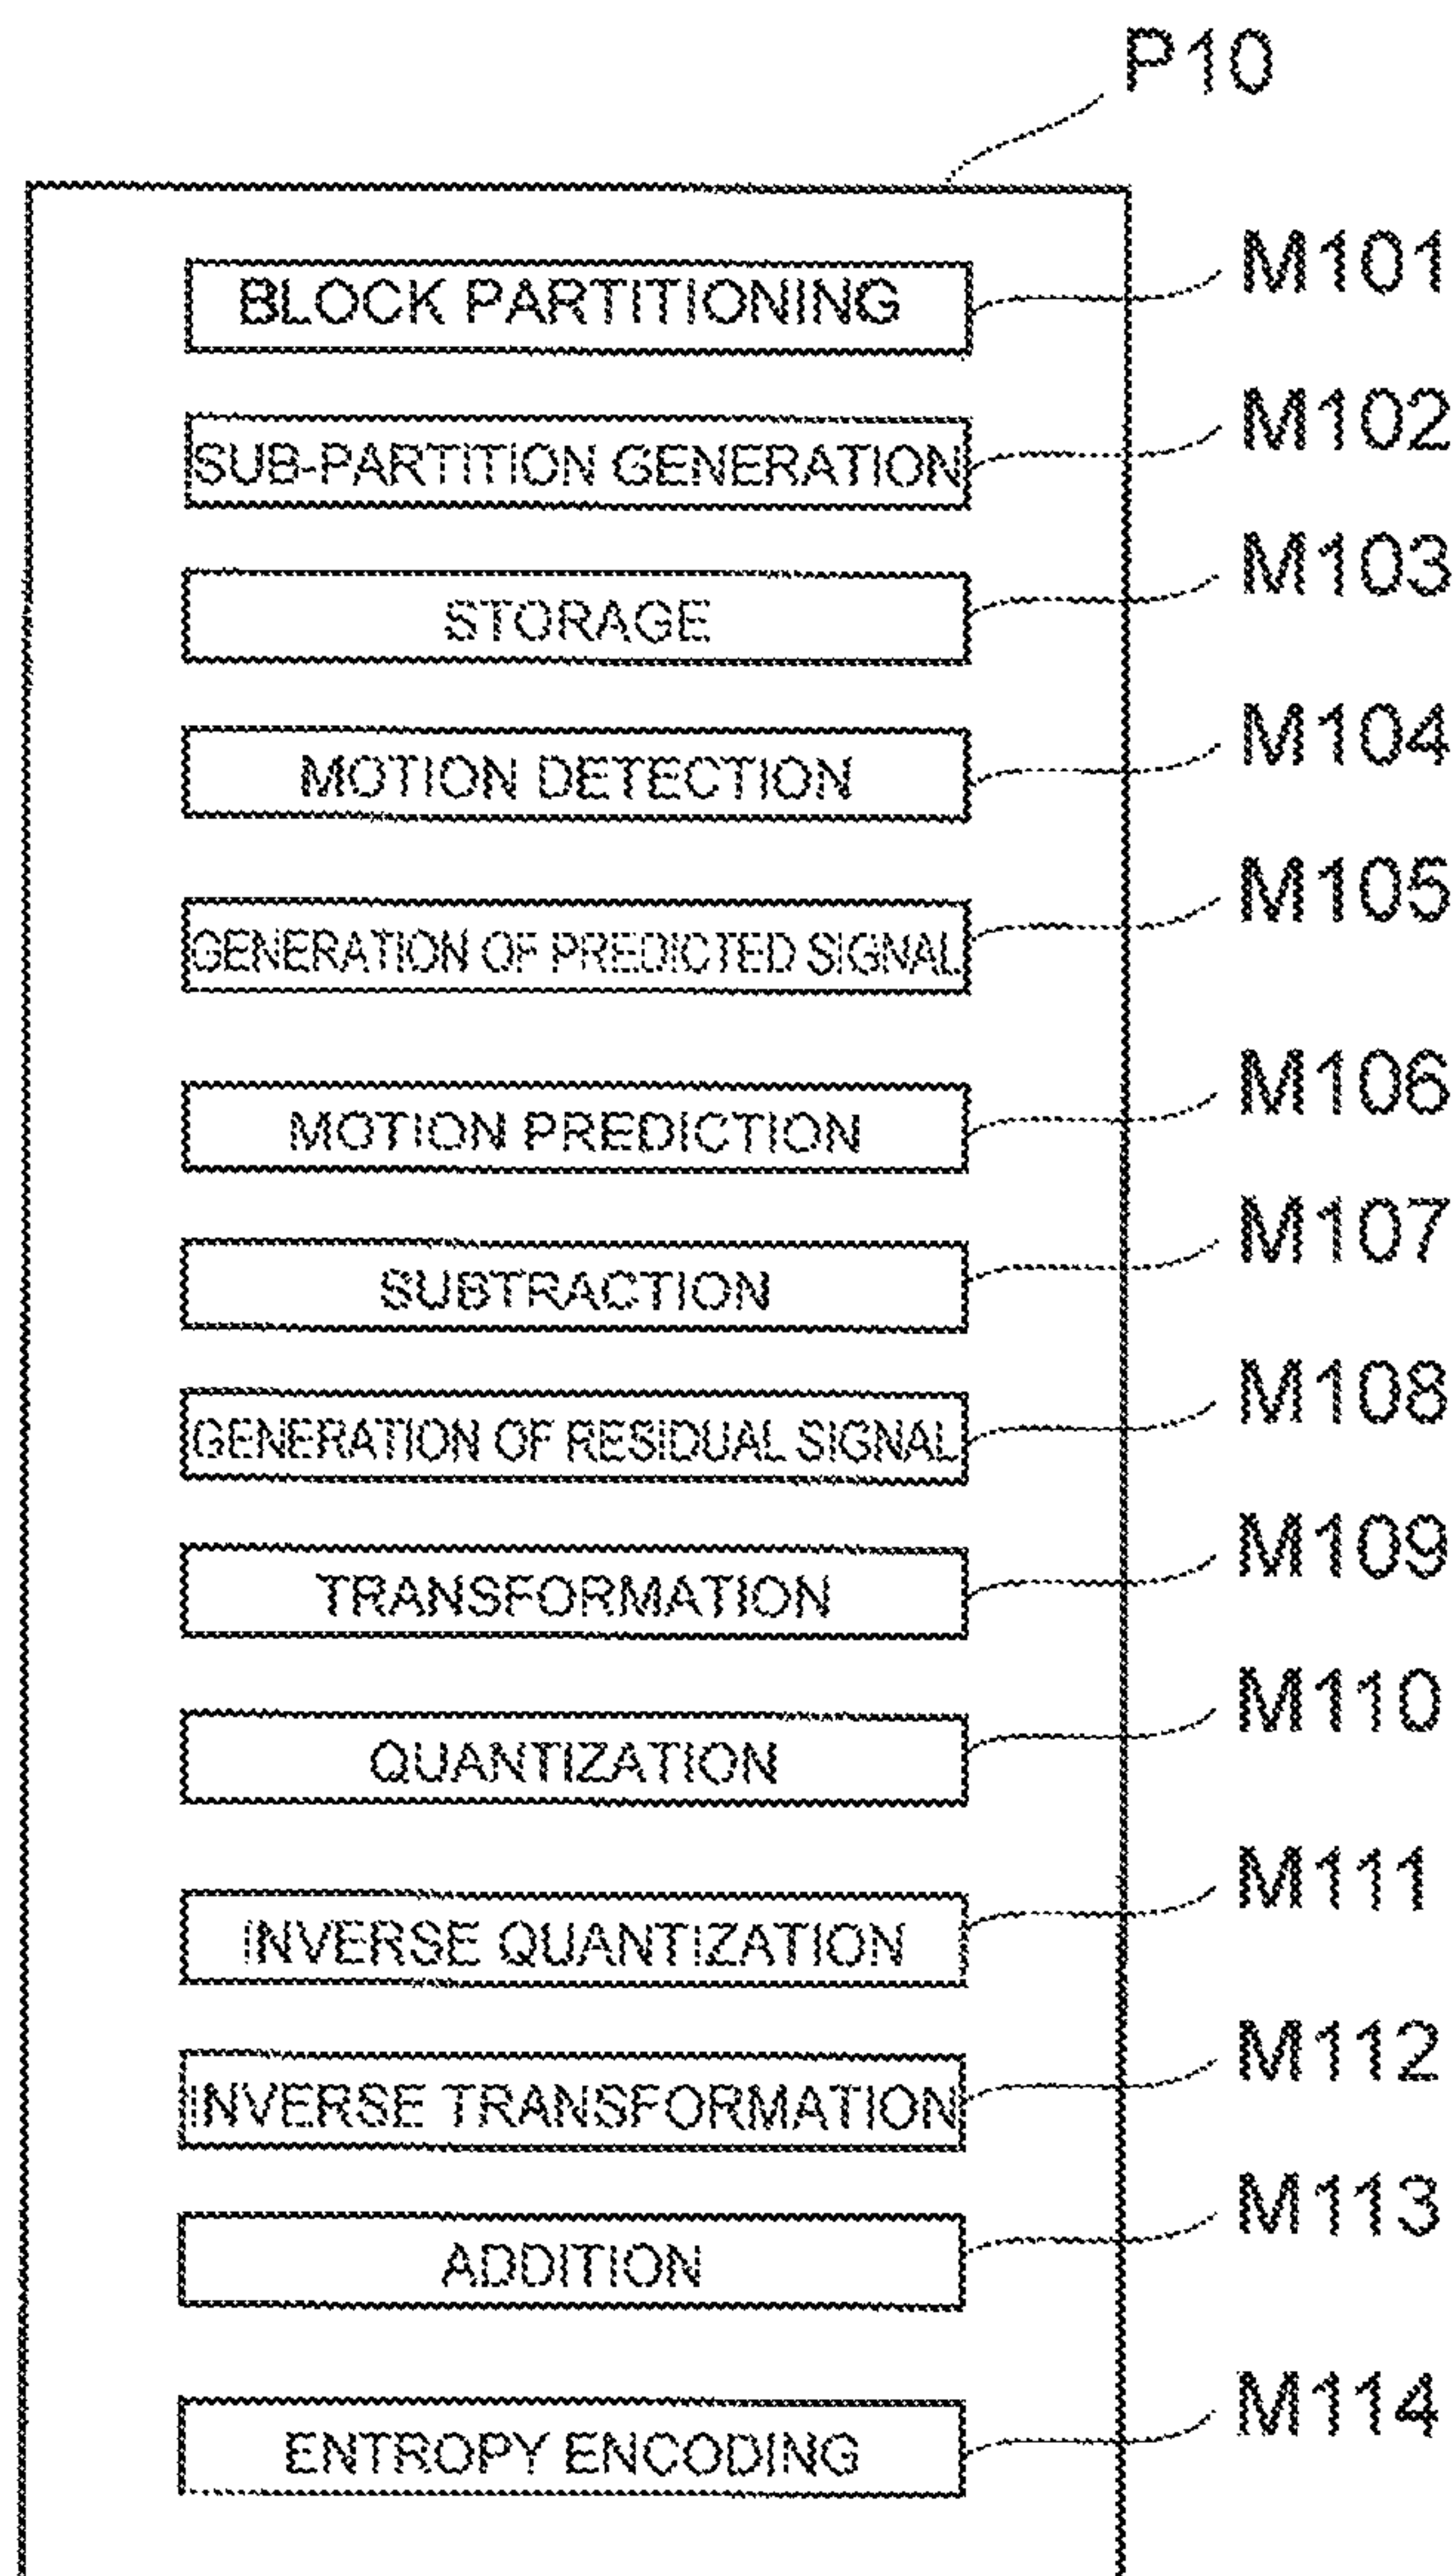 P10
BLOCK PARTITIONING M101
SUB-PARTITION GENERATION M102
STORAGE M103
MOTION DETECTION M104
GENERATION OF PREDICTED SIGNAL M105
MOTION PREDICTION M106
SUBTRACTION M107
GENERATION OF RESIDUAL SIGNAL M108
TRANSFORMATION M109
QUANTIZATION M110
INVERSE QUANTIZATION M111
INVERSE TRANSFORMATION M112
ADDITION M113
ENTROPY ENCODING M114